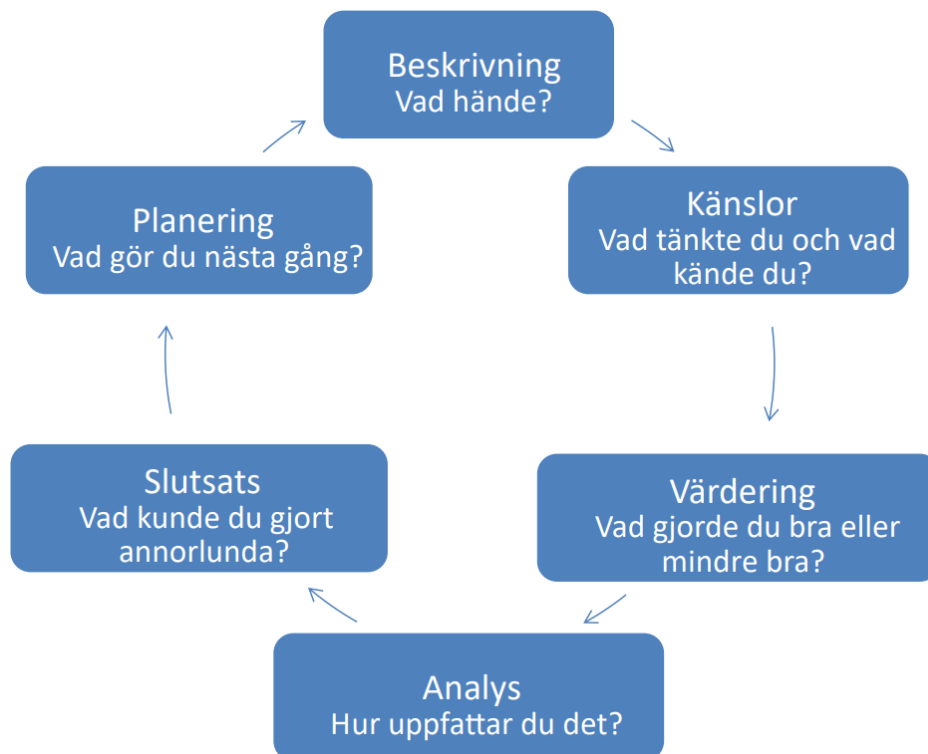 Beskrivning
Vad hände?
Känslor
Vad tänkte du och vad
kände du?
Värdering
Vad gjorde du bra eller
mindre bra?
Analys
Hur uppfattar du det?
Slutsats
Vad kunde du gjort
annorlunda?
Planering
Vad gör du nästa gång?